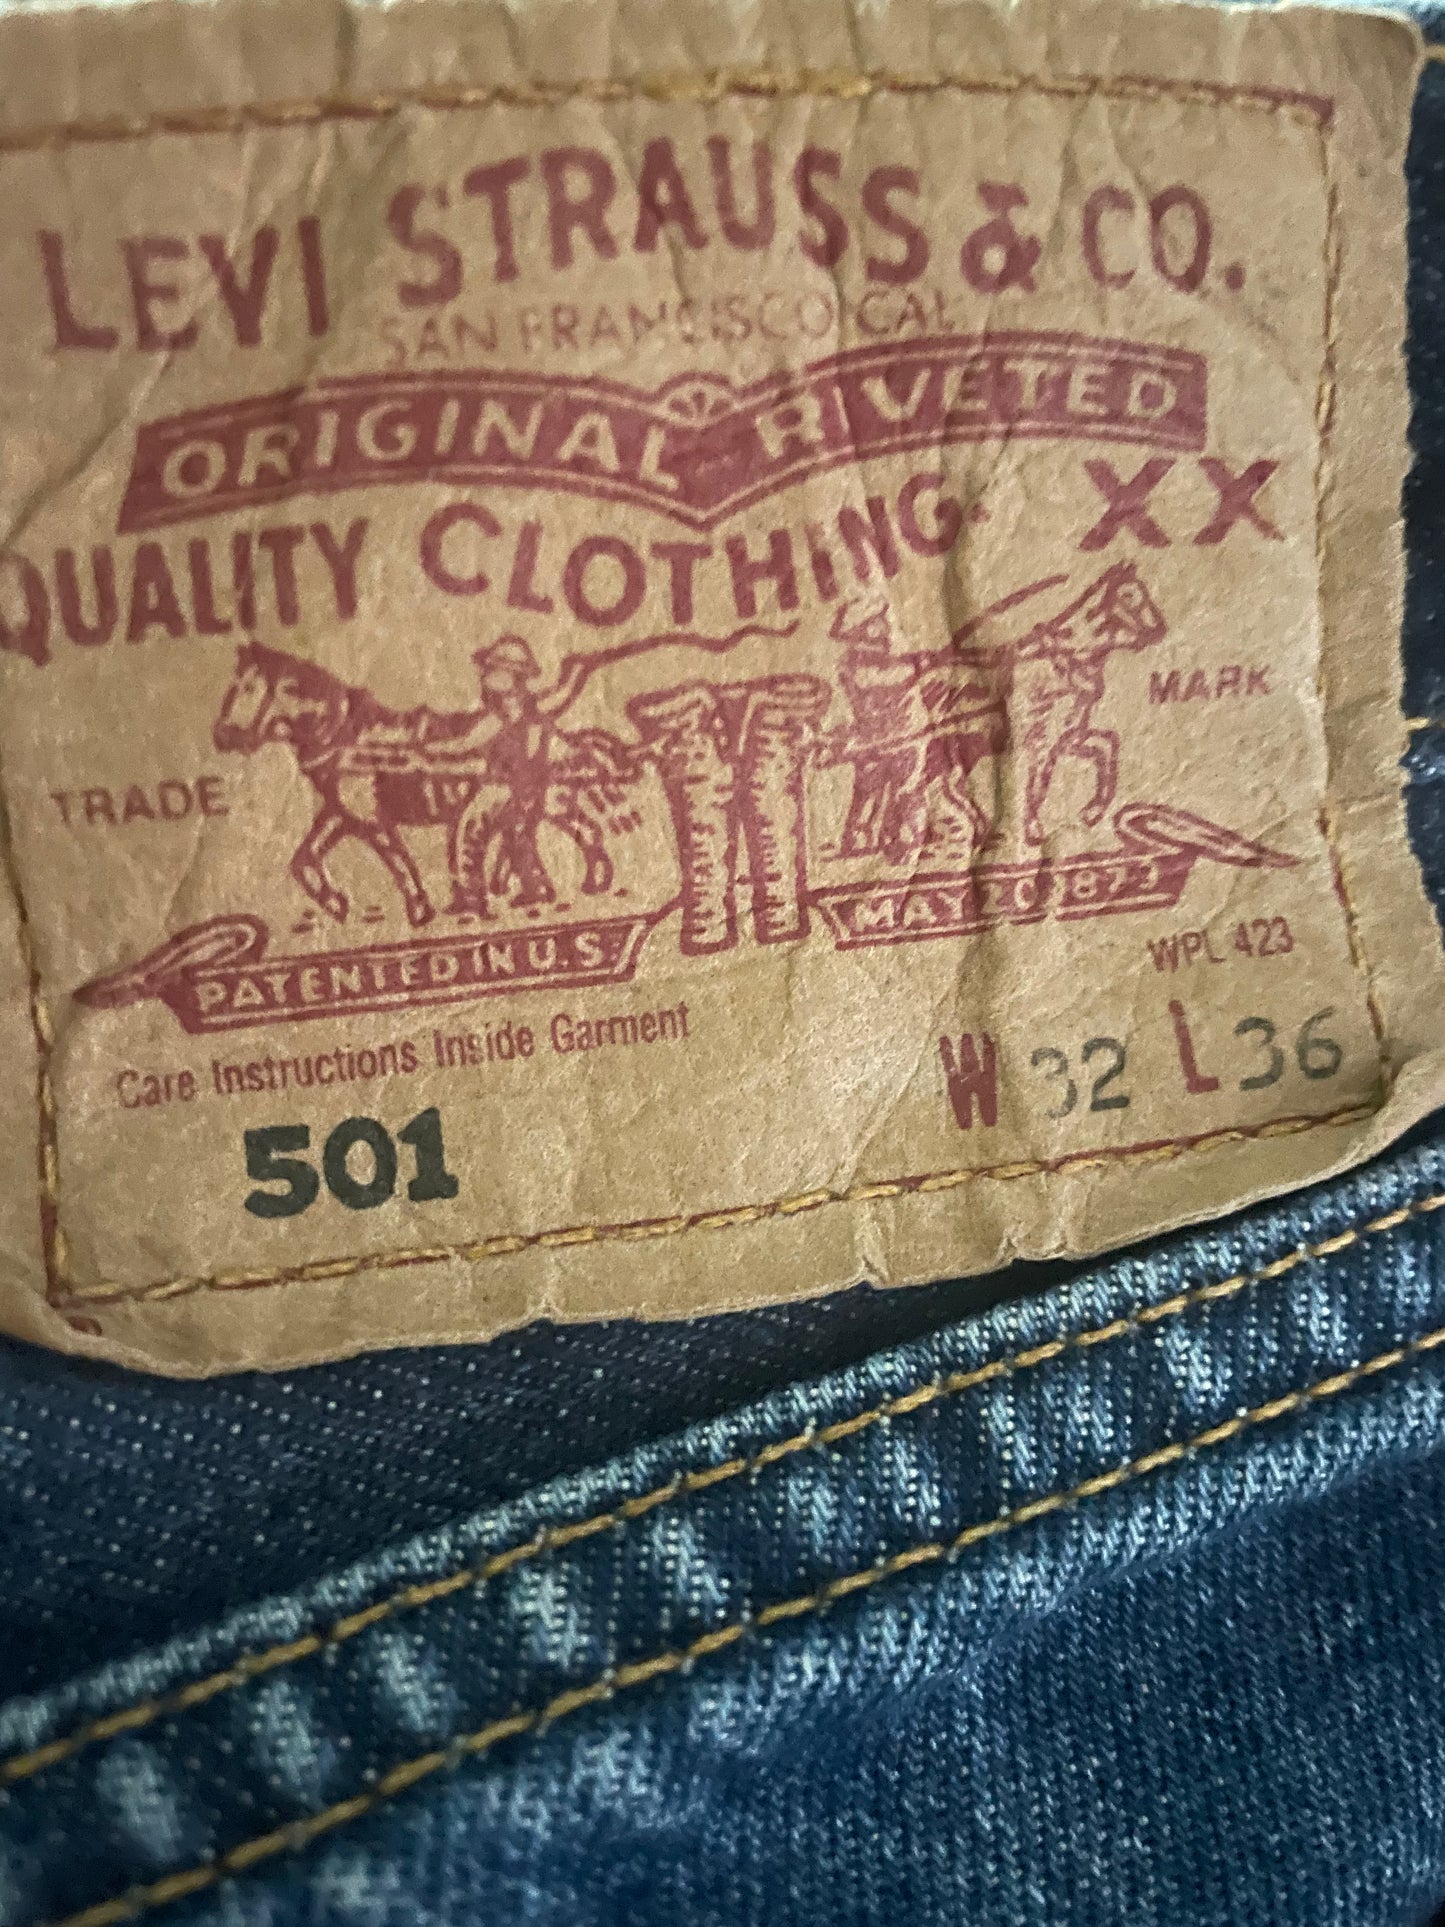 LEVI STRAUSS & CO.
SAN FRANCISCO CAL
ORIGINAL RIVETED
QUALITY CLOTHING. XX
TRADE MARK
PATENTED IN U.S. MAY 20 1873
WPL 423
Care Instructions Inside Garment
501 W 32 L 36